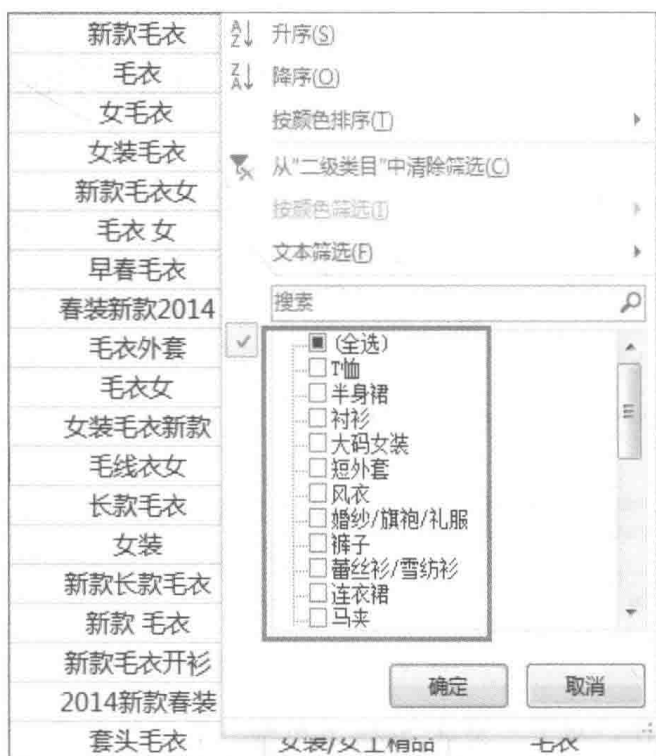 新款毛衣
毛衣
女毛衣
女装毛衣
新款毛衣女
毛衣 女
早春毛衣
春装新款2014
毛衣外套
毛衣女
女装毛衣新款
毛线衣女
长款毛衣
女装
新款长款毛衣
新款 毛衣
新款毛衣开衫
2014新款春装
套头毛衣 女装/女士精品 毛衣
升序(S)
降序(O)
按颜色排序(T)
从"二级类目"中清除筛选(C)
按颜色筛选(I)
文本筛选(F)
搜索
(全选)
T恤
半身裙
衬衫
大码女装
短外套
风衣
婚纱/旗袍/礼服
裤子
蕾丝衫/雪纺衫
连衣裙
马夹
确定 取消